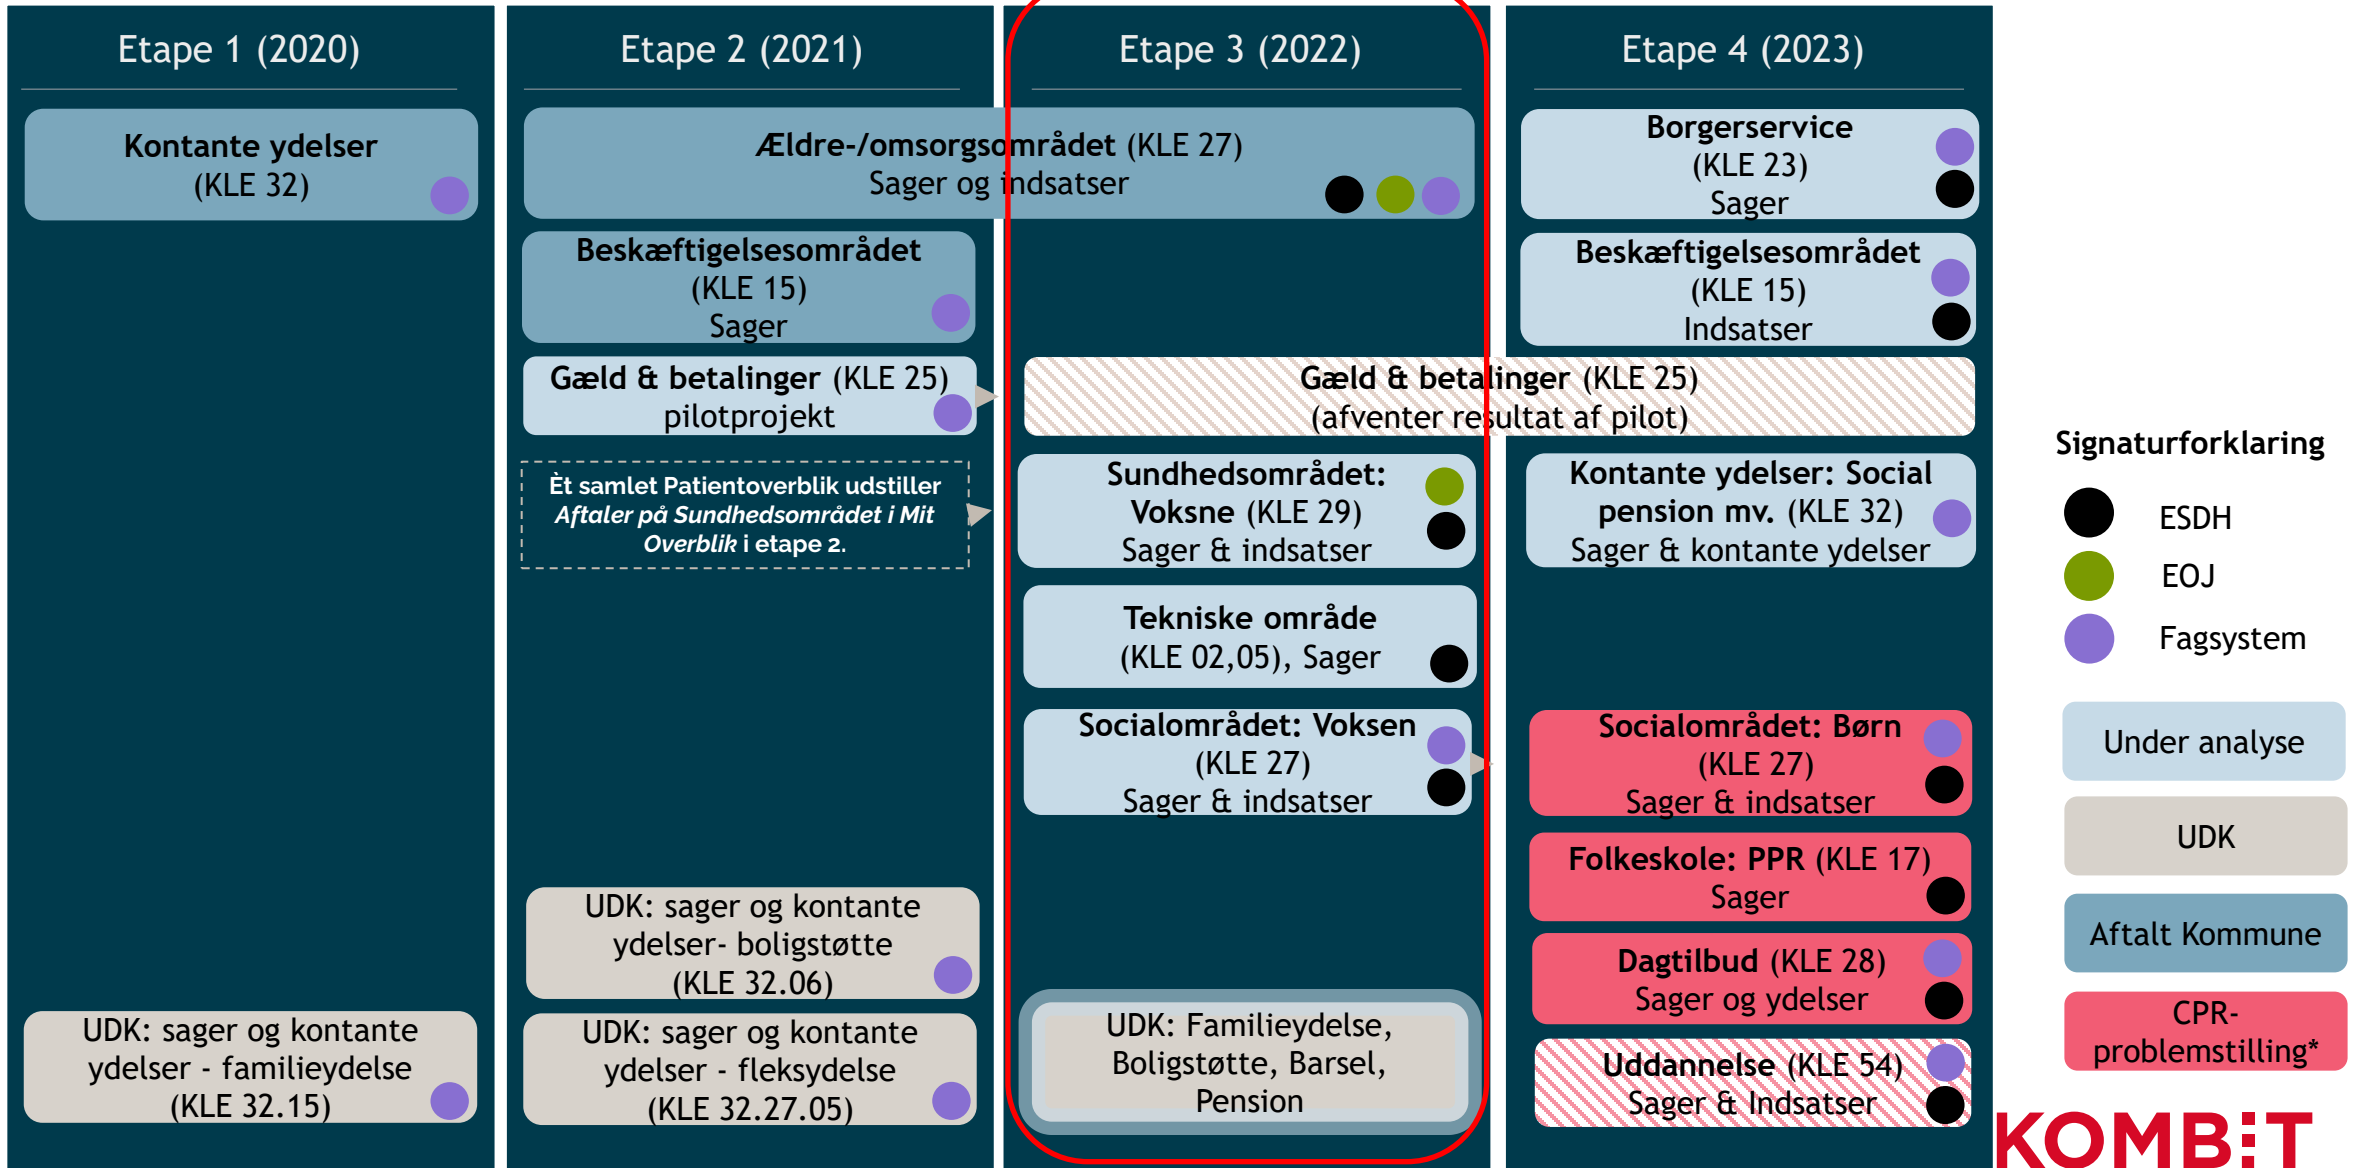 Etape 1 (2020)
Kontante ydelser
(KLE 32)
UDK: sager og kontante
ydelser - familieydelse
(KLE 32.15)
Etape 2 (2021)
Ældre-/omsorgsområdet (KLE 27)
Sager og indsatser
Beskæftigelsesområdet
(KLE 15)
Sager
Gæld & betalinger (KLE 25)
pilotprojekt
Èt samlet Patientoverblik udstiller
Aftaler på Sundhedsområdet i Mit
Overblik i etape 2.
UDK: sager og kontante
ydelser- boligstøtte
(KLE 32.06)
UDK: sager og kontante
ydelser - fleksydelse
(KLE 32.27.05)
Etape 3 (2022)
Gæld & betalinger (KLE 25)
(afventer resultat af pilot)
Sundhedsområdet:
Voksne (KLE 29)
Sager & indsatser
Tekniske område
(KLE 02,05), Sager
Socialområdet: Voksen
(KLE 27)
Sager & indsatser
UDK: Familieydelse,
Boligstøtte, Barsel,
Pension
Etape 4 (2023)
Borgerservice
(KLE 23)
Sager
Beskæftigelsesområdet
(KLE 15)
Indsatser
Kontante ydelser: Social
pension mv. (KLE 32)
Sager & kontante ydelser
Socialområdet: Børn
(KLE 27)
Sager & indsatser
Folkeskole: PPR (KLE 17)
Sager
Dagtilbud (KLE 28)
Sager og ydelser
Uddannelse (KLE 54)
Sager & Indsatser
Signaturforklaring
ESDH
EOJ
Fagsystem
Under analyse
UDK
Aftalt Kommune
CPR-
problemstilling*
KOMBIT